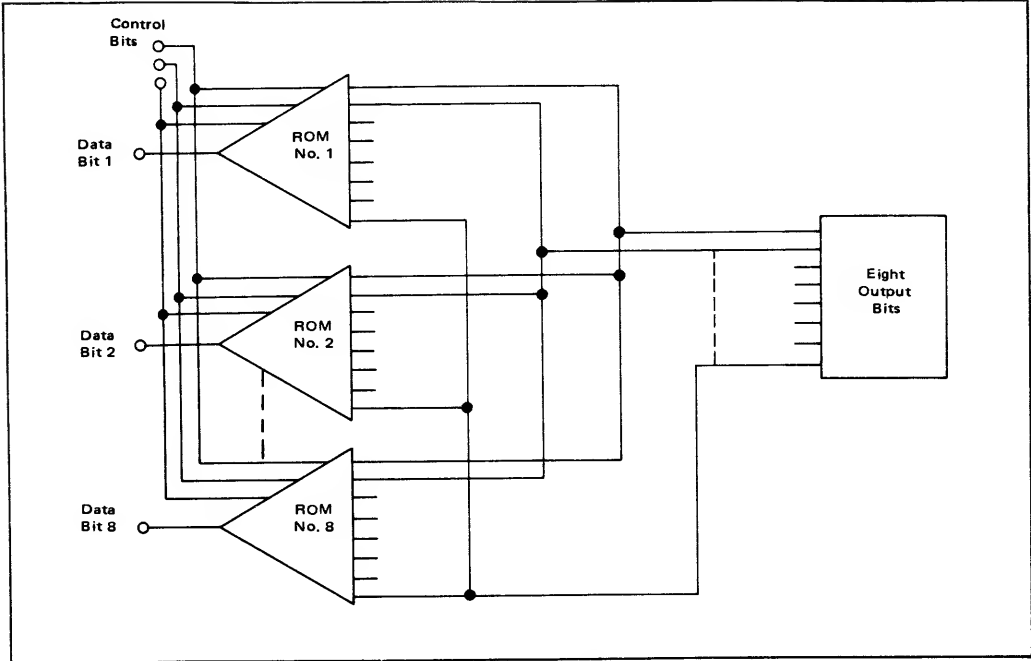 Control
Bits
Data
Bit 1
ROM
No. 1
Data
Bit 2
ROM
No. 2
Data
Bit 8
ROM
No. 8
Eight
Output
Bits